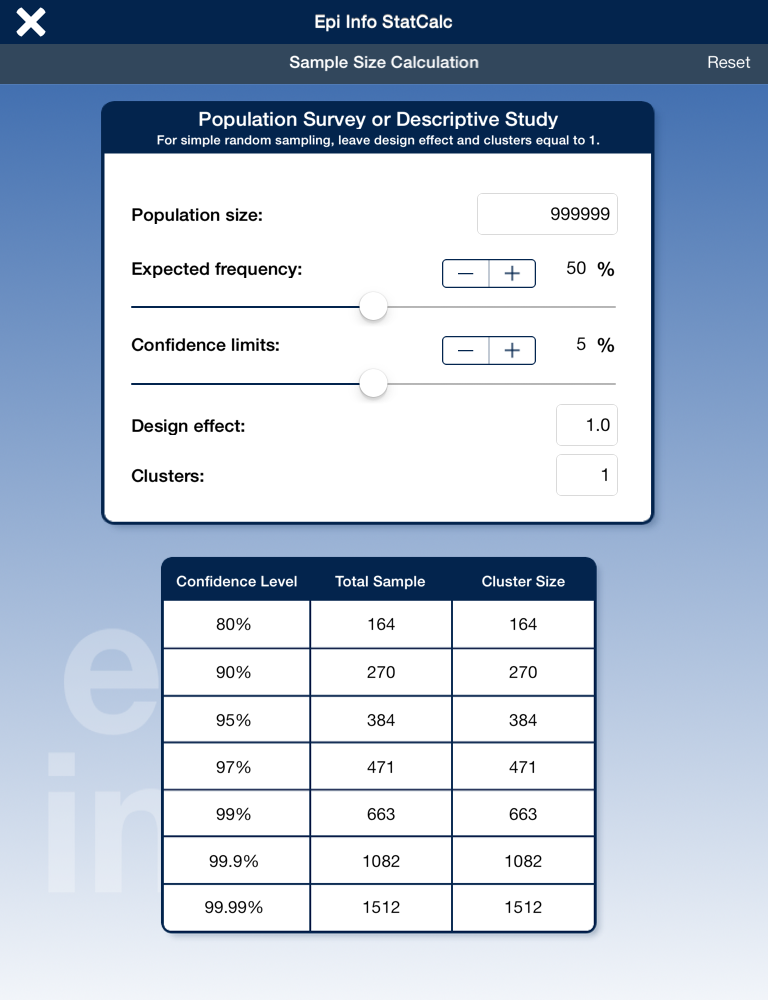 Epi Info StatCalc
Sample Size Calculation Reset
Population Survey or Descriptive Study
For simple random sampling, leave design effect and clusters equal to 1.
Population size: 999999
Expected frequency: − + 50 %
Confidence limits: − + 5 %
Design effect: 1.0
Clusters: 1
Confidence Level Total Sample Cluster Size
80% 164 164
90% 270 270
95% 384 384
97% 471 471
99% 663 663
99.9% 1082 1082
99.99% 1512 1512
e
in